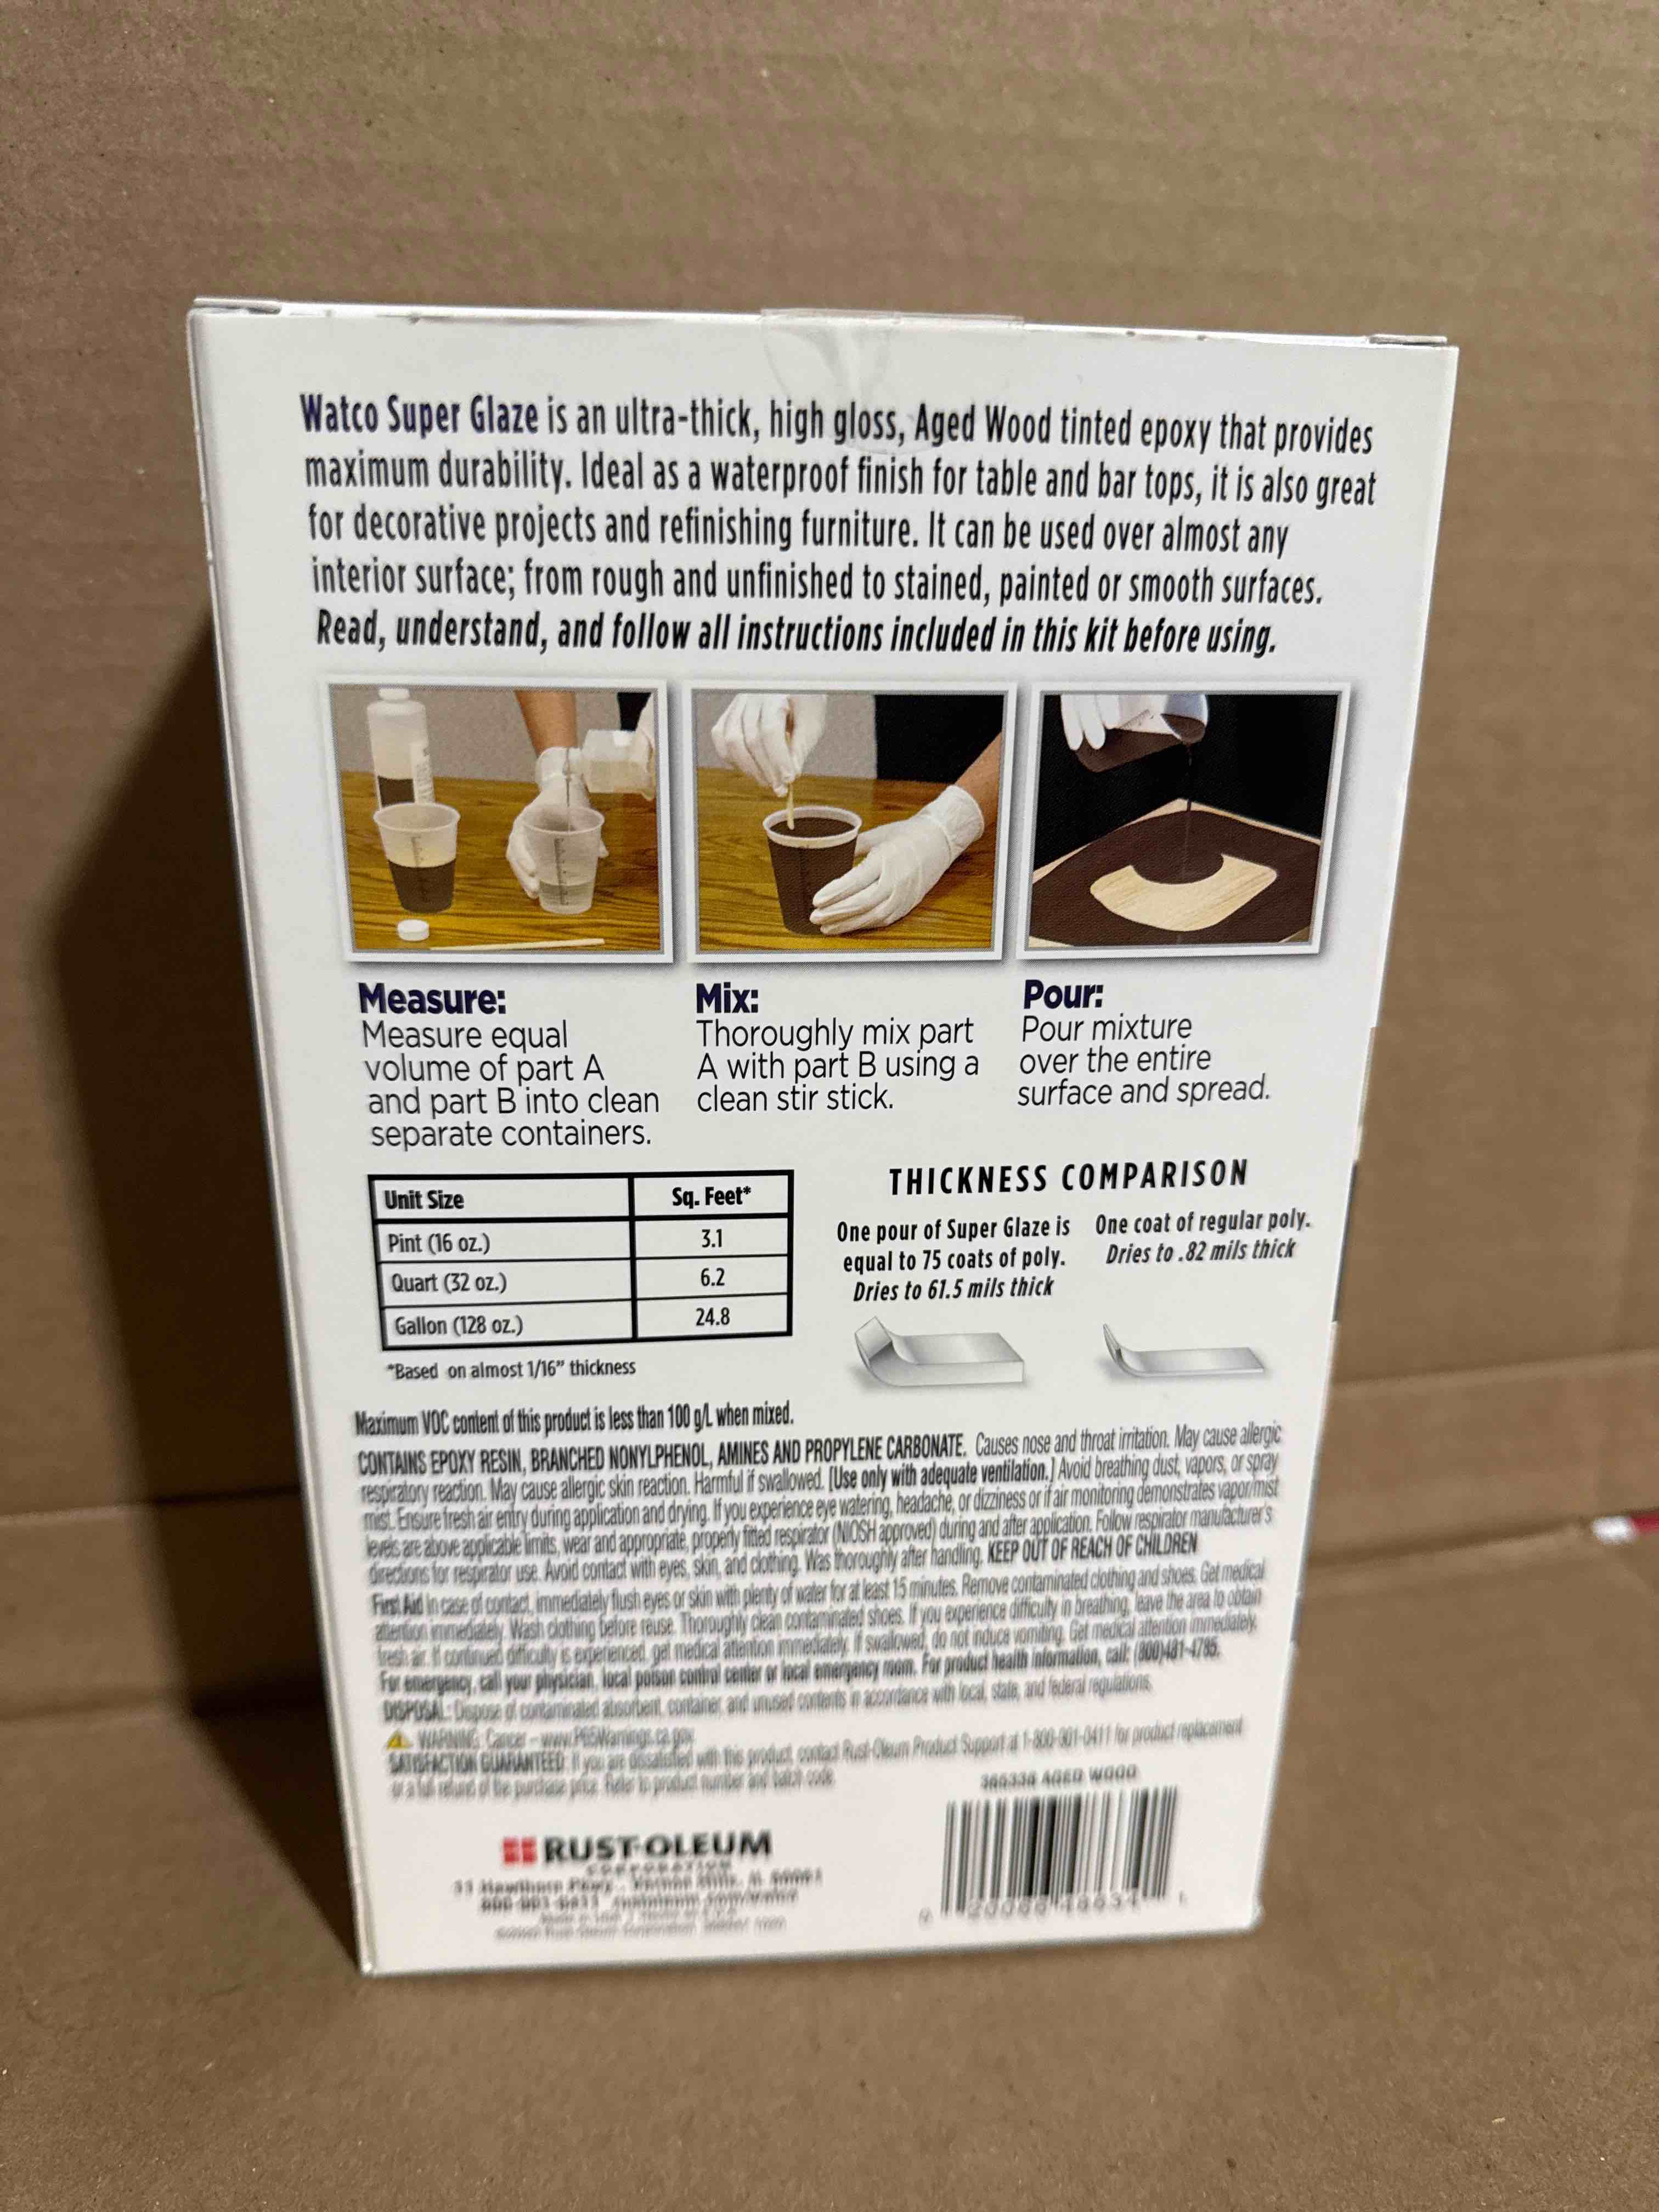 Watco Super Glaze is an ultra-thick, high gloss, Aged Wood tinted epoxy that provides
maximum durability. Ideal as a waterproof finish for table and bar tops, it is also great
for decorative projects and refinishing furniture. It can be used over almost any
interior surface; from rough and unfinished to stained, painted or smooth surfaces.
Read, understand, and follow all instructions included in this kit before using.
Measure:
Measure equal
volume of part A
and part B into clean
separate containers.
Mix:
Thoroughly mix part
A with part B using a
clean stir stick.
Pour:
Pour mixture
over the entire
surface and spread.
Unit Size Sq. Feet*
Pint (16 oz.) 3.1
Quart (32 oz.) 6.2
Gallon (128 oz.) 24.8
*Based on almost 1/16" thickness
THICKNESS COMPARISON
One pour of Super Glaze is
equal to 75 coats of poly.
Dries to 61.5 mils thick
One coat of regular poly.
Dries to .82 mils thick
Maximum VOC content of this product is less than 100 g/L when mixed.
CONTAINS EPOXY RESIN, BRANCHED NONYLPHENOL, AMINES AND PROPYLENE CARBONATE. Causes nose and throat irritation. May cause allergic
respiratory reaction. May cause allergic skin reaction. Harmful if swallowed. [Use only with adequate ventilation.] Avoid breathing dust, vapors, or spray
mist. Ensure fresh air entry during application and drying. If you experience eye watering, headache, or dizziness or if air monitoring demonstrates vapor/mist
levels are above applicable limits, wear and appropriate, properly fitted respirator (NIOSH approved) during and after application. Follow respirator manufacturer's
directions for respirator use. Avoid contact with eyes, skin, and clothing. Was thoroughly after handling. KEEP OUT OF REACH OF CHILDREN
First Aid In case of contact, immediately flush eyes or skin with plenty of water for at least 15 minutes. Remove contaminated clothing and shoes. Get medical
attention immediately. Wash clothing before reuse. Thoroughly clean contaminated shoes. If you experience difficulty in breathing, leave the area to obtain
fresh air. If continued difficulty is experienced, get medical attention immediately. If swallowed, do not induce vomiting. Get medical attention immediately.
For emergency, call your physician, local poison control center or local emergency room. For product health information, call: (800)481-4785.
DISPOSAL: Dispose of contaminated absorbent, container, and unused contents in accordance with local, state, and federal regulations.
WARNING: Cancer – www.P65Warnings.ca.gov
SATISFACTION GUARANTEED: If you are dissatisfied with this product, contact Rust-Oleum Product Support at 1-800-901-0411 for product replacement
or a full refund of the purchase price. Refer to product number and batch code.
AGED WOOD
RUST-OLEUM
CORPORATION
11 Hawthorn Pkwy Vernon Hills, IL 60061